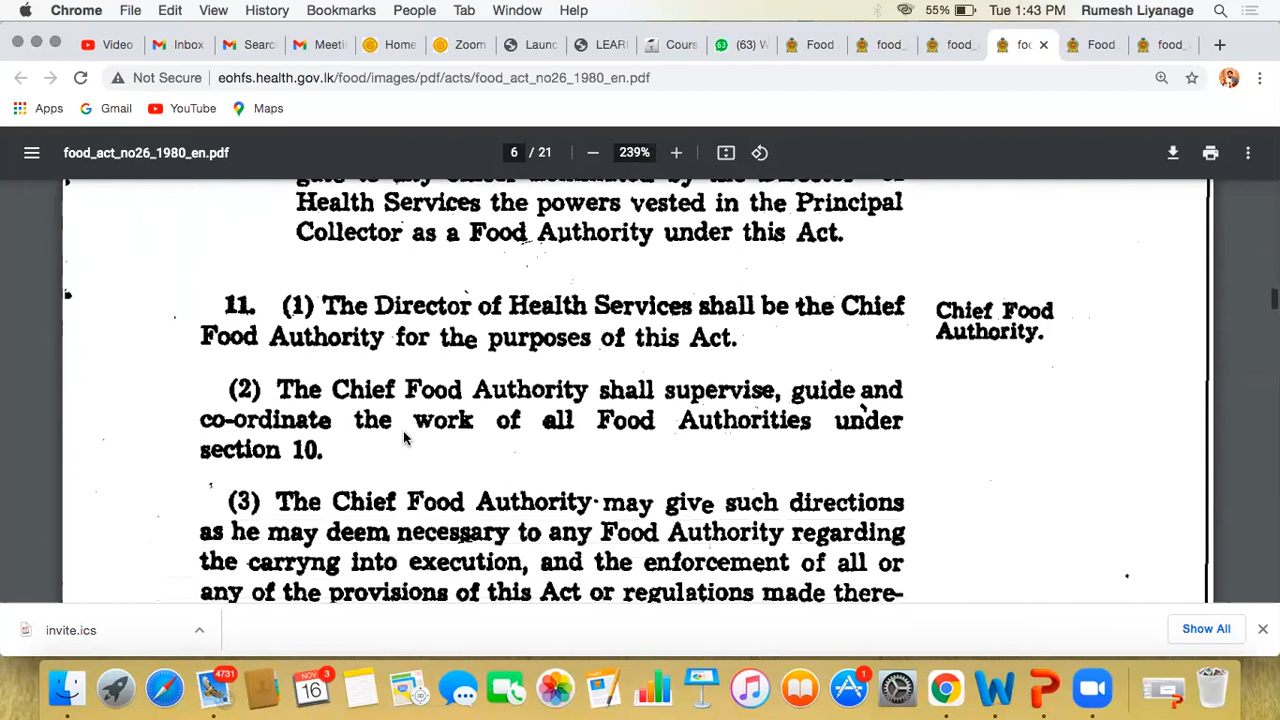 Chrome File Edit View History Bookmarks People Tab Window Help 55% Tue 1:43 PM Rumesh Liyanage
Video Inbox Searc Meeti Home Zoom Launc LEARI Cours (63) W Food food_ food_ foo Food food_
Not Secure eohfs.health.gov.lk/food/images/pdf/acts/food_act_no26_1980_en.pdf
Apps Gmail YouTube Maps
food_act_no26_1980_en.pdf 6 / 21 239%
Health Services the powers vested in the Principal
Collector as a Food Authority under this Act.
11. (1) The Director of Health Services shall be the Chief
Food Authority for the purposes of this Act.
Chief Food
Authority.
(2) The Chief Food Authority shall supervise, guide and
co-ordinate the work of all Food Authorities under
section 10.
(3) The Chief Food Authority may give such directions
as he may deem necessary to any Food Authority regarding
the carryng into execution, and the enforcement of all or
any of the provisions of this Act or regulations made there-
invite.ics Show All
4731 NOV 16 3 1